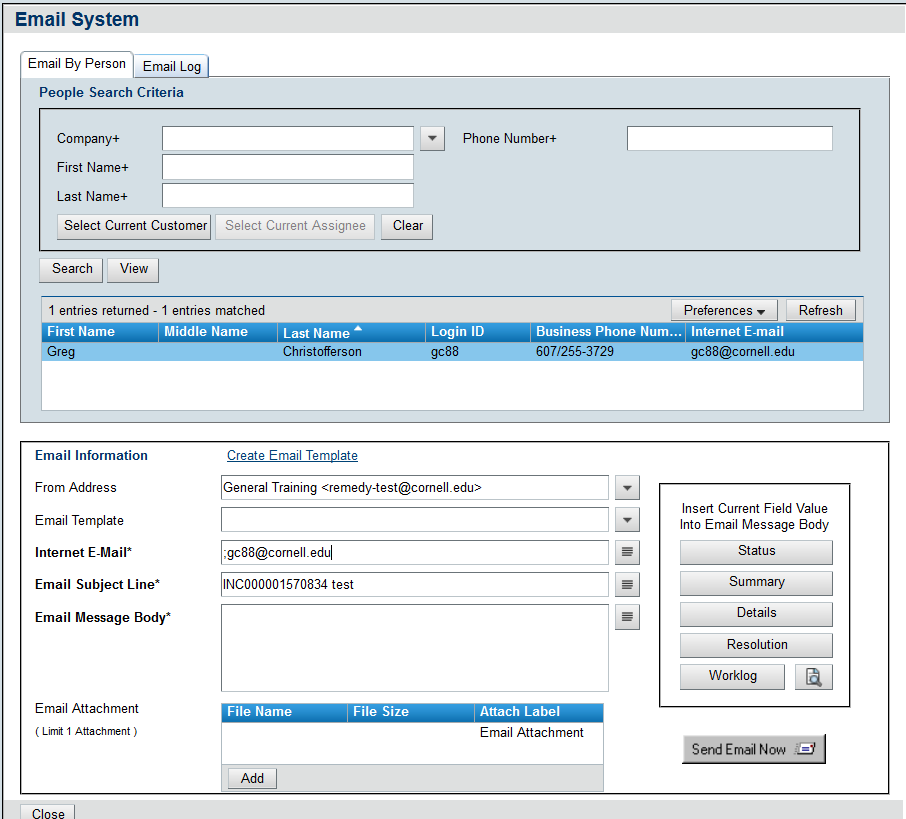 Email System
Email By Person
Email Log
People Search Criteria
Company+
Phone Number+
First Name+
Last Name+
Select Current Customer
Select Current Assignee
Clear
Search
View
1 entries returned - 1 entries matched
Preferences
Refresh
First Name
Middle Name
Last Name
Login ID
Business Phone Num...
Internet E-mail
Greg
Christofferson
gc88
607/255-3729
gc88@cornell.edu
Email Information
Create Email Template
From Address
General Training <remedy-test@cornell.edu>
Email Template
Internet E-Mail*
;gc88@cornell.edu
Email Subject Line*
INC000001570834 test
Email Message Body*
Insert Current Field Value
Into Email Message Body
Status
Summary
Details
Resolution
Worklog
Email Attachment
( Limit 1 Attachment )
File Name
File Size
Attach Label
Email Attachment
Add
Send Email Now
Close